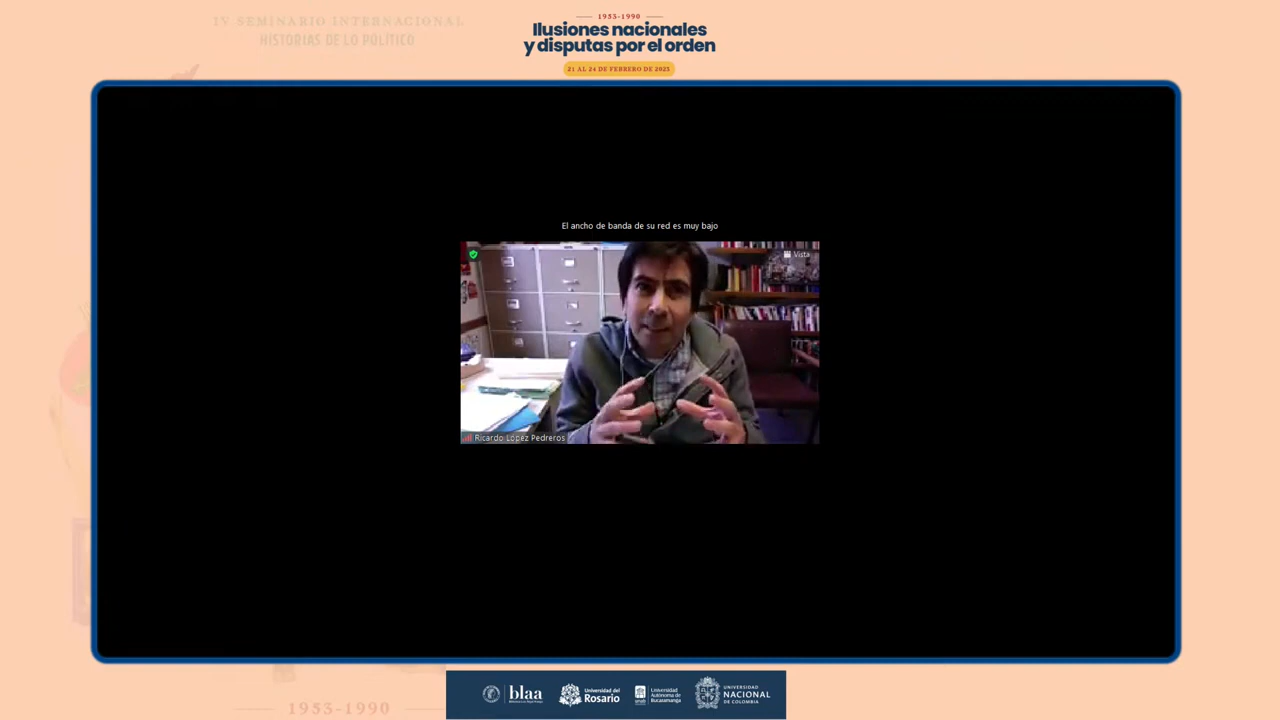 IV SEMINARIO INTERNACIONAL
HISTORIAS DE LO POLÍTICO
1953-1990
Ilusiones nacionales
y disputas por el orden
21 AL 24 DE FEBRERO DE 2023
El ancho de banda de su red es muy bajo
Vista
Ricardo López Pedreros
1953-1990
blaa
Universidad del
Rosario
unab
Universidad
Autónoma de
Bucaramanga
UNIVERSIDAD
NACIONAL
DE COLOMBIA